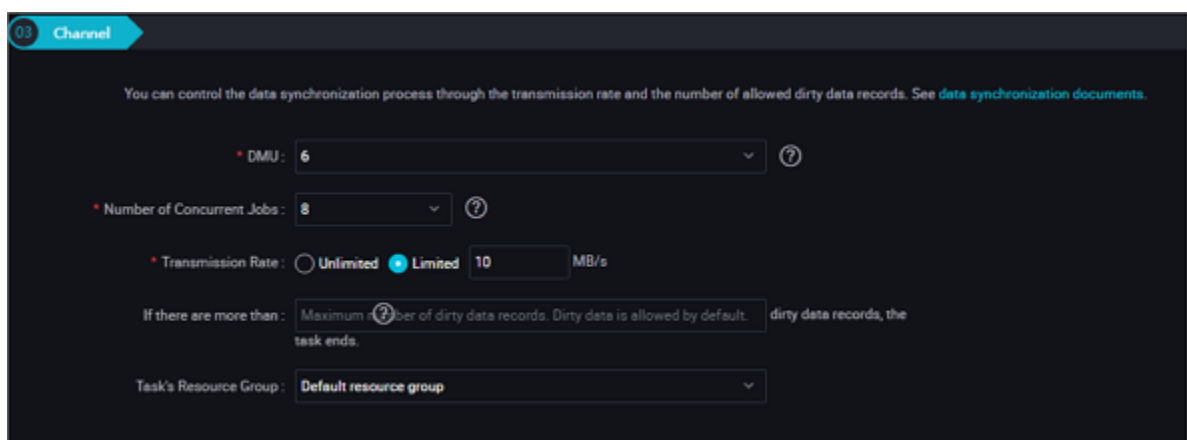 03 Channel
You can control the data synchronization process through the transmission rate and the number of allowed dirty data records. See data synchronization documents.
* DMU : 6 ?
* Number of Concurrent Jobs : 8 ?
* Transmission Rate : Unlimited Limited 10 MB/s
If there are more than : Maximum n?ber of dirty data records. Dirty data is allowed by default. dirty data records, the
task ends.
Task's Resource Group : Default resource group